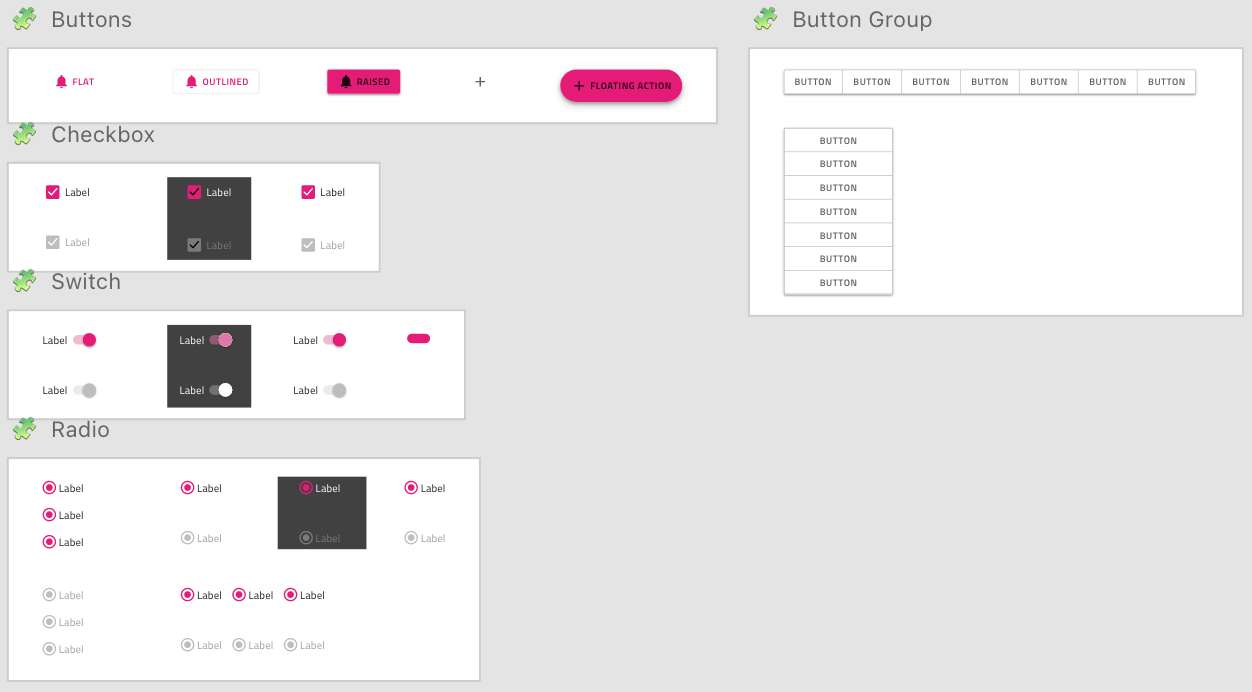 Buttons
FLAT OUTLINED RAISED FLOATING ACTION
Checkbox
Label Label Label
Label Label Label
Switch
Label Label Label
Label Label Label
Radio
Label Label Label Label
Label
Label
Label Label Label
Label Label Label Label
Label
Label
Label Label Label
Button Group
BUTTON BUTTON BUTTON BUTTON BUTTON BUTTON BUTTON
BUTTON
BUTTON
BUTTON
BUTTON
BUTTON
BUTTON
BUTTON